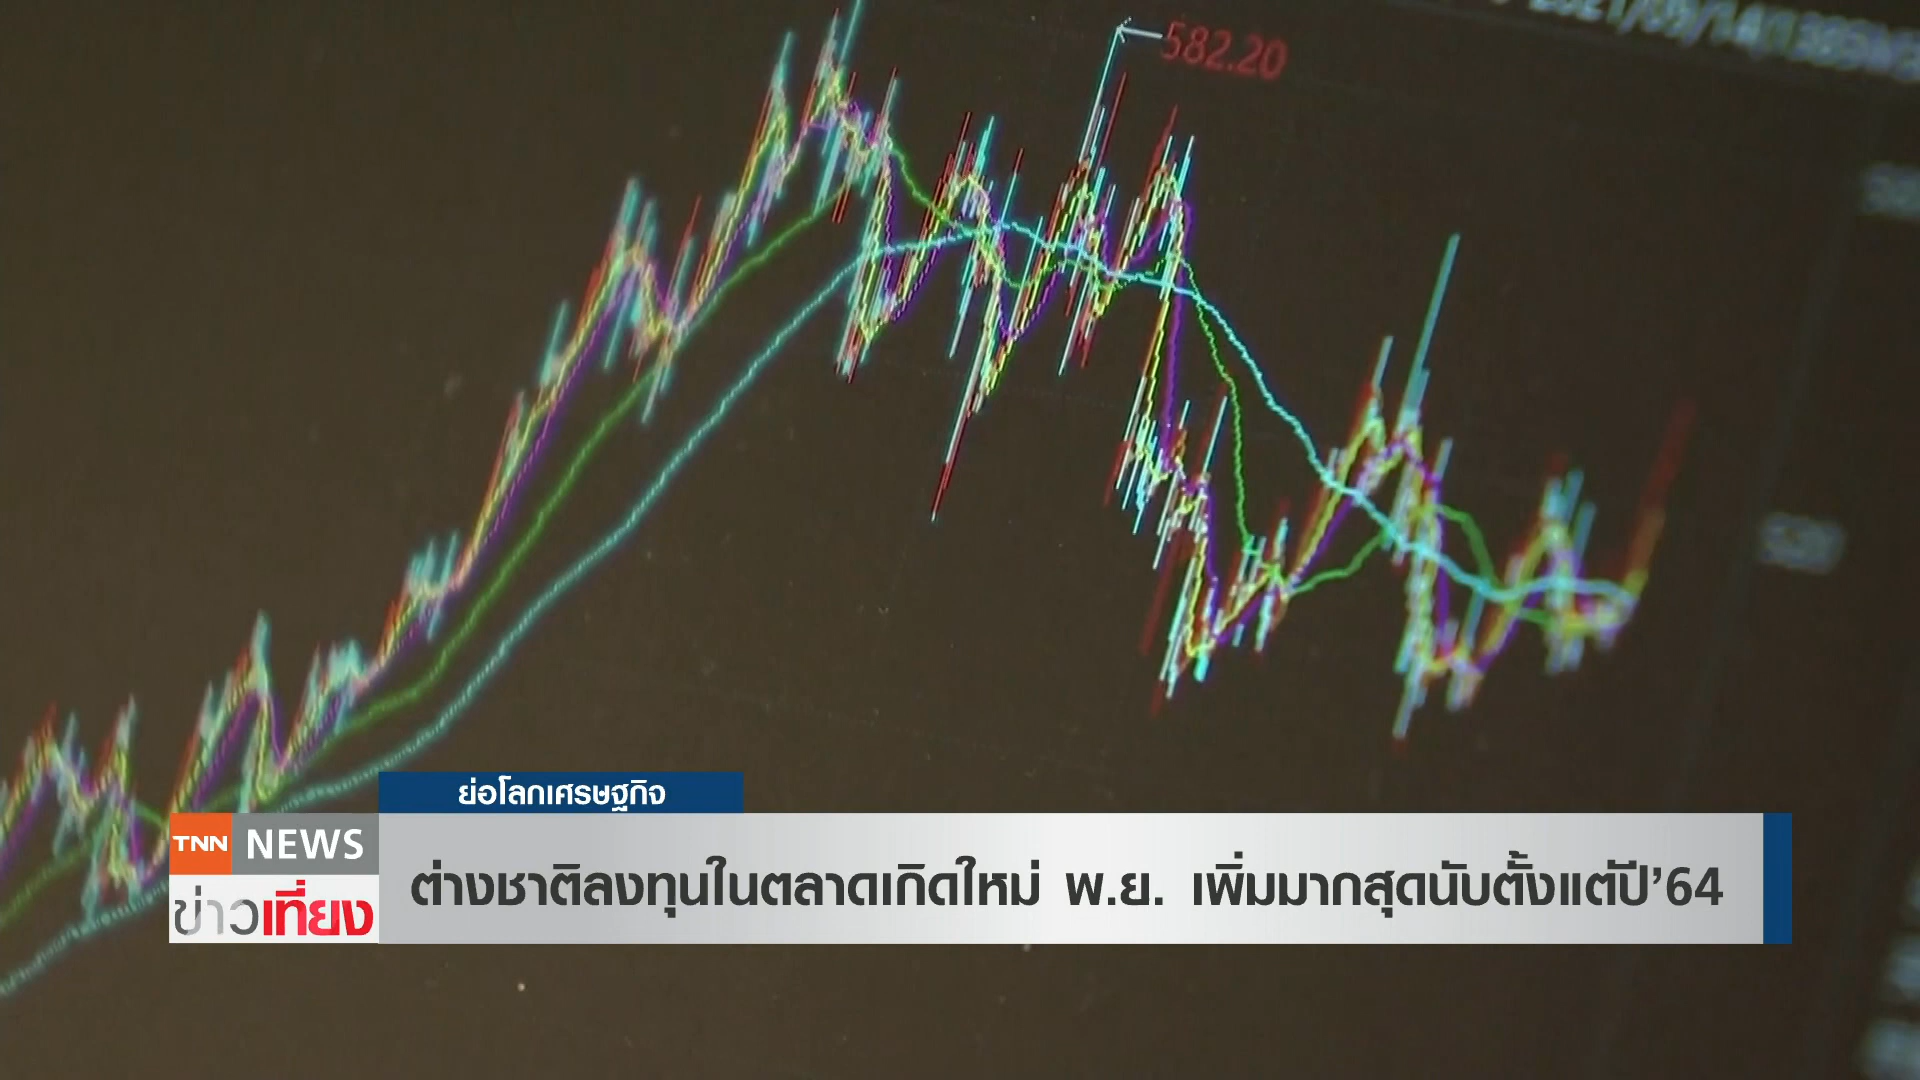 582.20
ย่อโลกเศรษฐกิจ
TNN NEWS
ข่าวเที่ยง
ต่างชาติลงทุนในตลาดเกิดใหม่ พ.ย. เพิ่มมากสุดนับตั้งแต่ปี’64